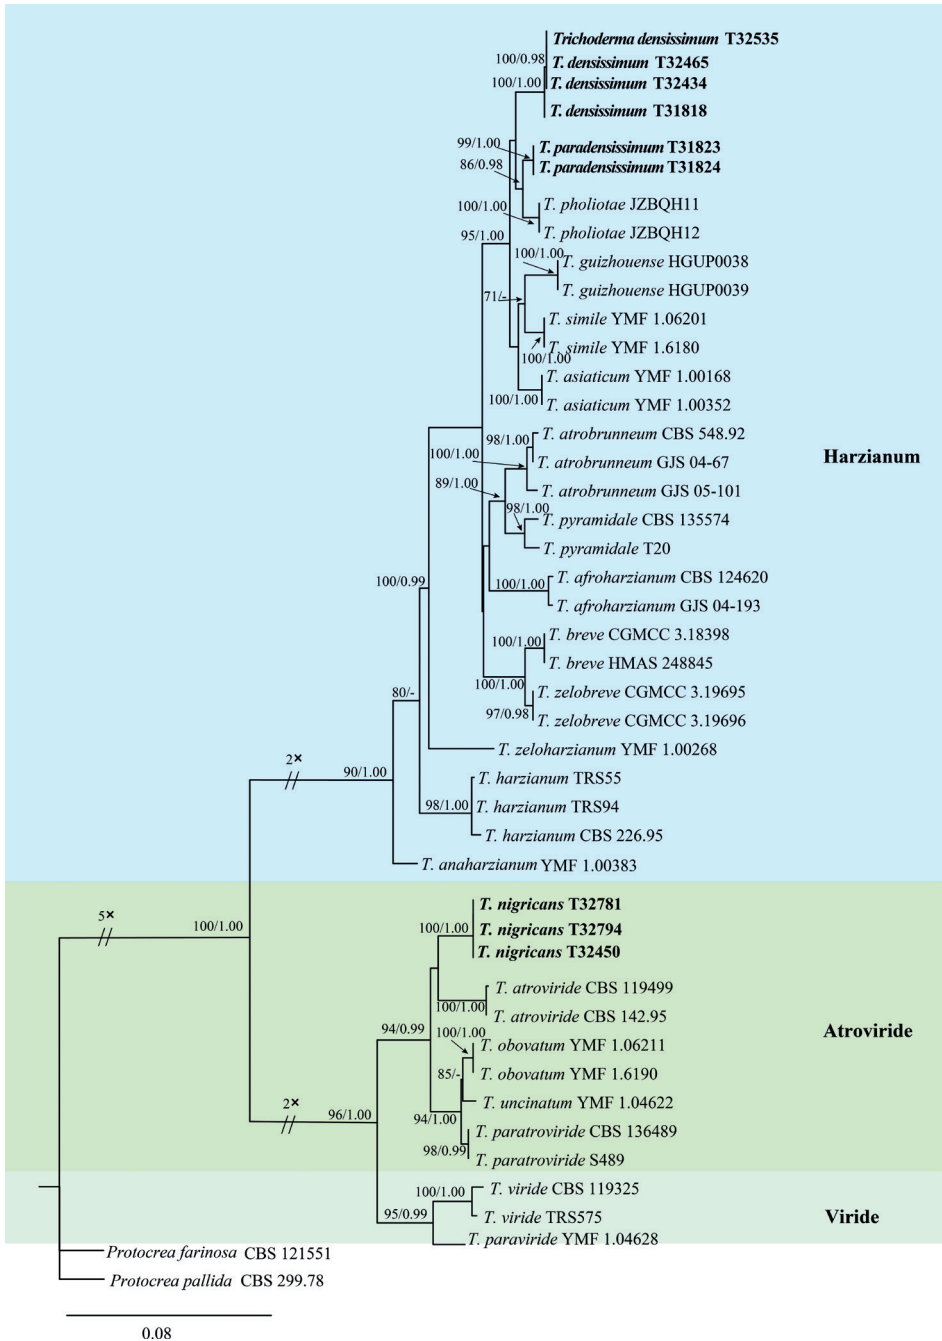 Trichoderma densissimum T32535
100/0.98
T. densissimum T32465
100/1.00
T. densissimum T32434
T. densissimum T31818
99/1.00
T. paradensissimum T31823
86/0.98
T. paradensissimum T31824
100/1.00
T. pholiotae JZBQH11
95/1.00
T. pholiotae JZBQH12
100/1.00
T. guizhouense HGUP0038
71/-
T. guizhouense HGUP0039
T. simile YMF 1.06201
T. simile YMF 1.6180
100/1.00
T. asiaticum YMF 1.00168
100/1.00
T. asiaticum YMF 1.00352
98/1.00
T. atrobrunneum CBS 548.92
100/1.00
Harzianum
T. atrobrunneum GJS 04-67
89/1.00
T. atrobrunneum GJS 05-101
98/1.00
T. pyramidale CBS 135574
T. pyramidale T20
100/0.99
100/1.00
T. afroharzianum CBS 124620
T. afroharzianum GJS 04-193
100/1.00
T. breve CGMCC 3.18398
T. breve HMAS 248845
100/1.00
T. zelobreve CGMCC 3.19695
80/-
97/0.98
T. zelobreve CGMCC 3.19696
T. zeloharzianum YMF 1.00268
2×
90/1.00
T. harzianum TRS55
98/1.00
T. harzianum TRS94
T. harzianum CBS 226.95
T. anaharzianum YMF 1.00383
5×
100/1.00
T. nigricans T32781
100/1.00
T. nigricans T32794
T. nigricans T32450
T. atroviride CBS 119499
100/1.00
T. atroviride CBS 142.95
94/0.99
100/1.00
Atroviride
T. obovatum YMF 1.06211
85/-
T. obovatum YMF 1.6190
2×
96/1.00
T. uncinatum YMF 1.04622
94/1.00
T. paratroviride CBS 136489
98/0.99
T. paratroviride S489
100/1.00
T. viride CBS 119325
95/0.99
T. viride TRS575
Viride
T. paraviride YMF 1.04628
Protocrea farinosa CBS 121551
Protocrea pallida CBS 299.78
0.08